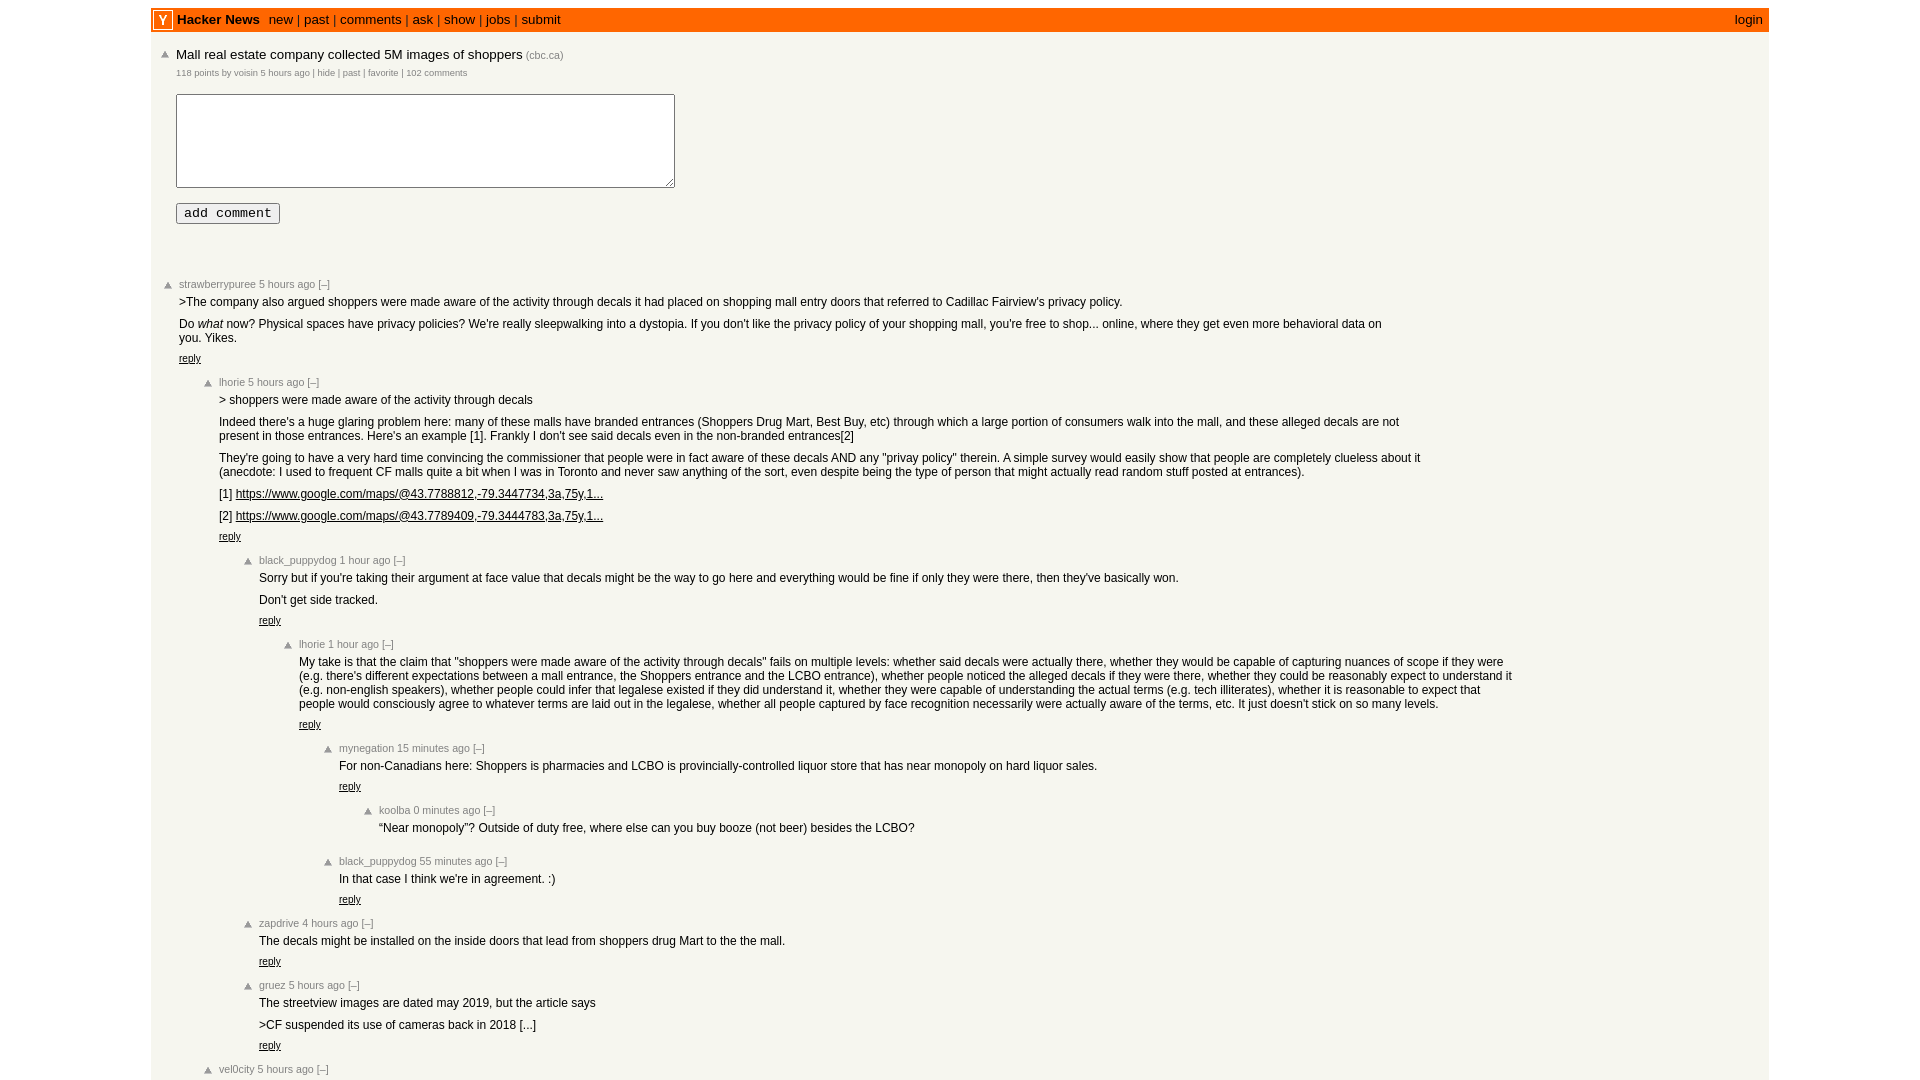 Y Hacker News new | past | comments | ask | show | jobs | submit login
Mall real estate company collected 5M images of shoppers (cbc.ca)
118 points by voisin 5 hours ago | hide | past | favorite | 102 comments
add comment
strawberrypuree 5 hours ago [–]
>The company also argued shoppers were made aware of the activity through decals it had placed on shopping mall entry doors that referred to Cadillac Fairview's privacy policy.
Do what now? Physical spaces have privacy policies? We're really sleepwalking into a dystopia. If you don't like the privacy policy of your shopping mall, you're free to shop... online, where they get even more behavioral data on
you. Yikes.
reply
lhorie 5 hours ago [–]
> shoppers were made aware of the activity through decals
Indeed there's a huge glaring problem here: many of these malls have branded entrances (Shoppers Drug Mart, Best Buy, etc) through which a large portion of consumers walk into the mall, and these alleged decals are not
present in those entrances. Here's an example [1]. Frankly I don't see said decals even in the non-branded entrances[2]
They're going to have a very hard time convincing the commissioner that people were in fact aware of these decals AND any "privay policy" therein. A simple survey would easily show that people are completely clueless about it
(anecdote: I used to frequent CF malls quite a bit when I was in Toronto and never saw anything of the sort, even despite being the type of person that might actually read random stuff posted at entrances).
[1] https://www.google.com/maps/@43.7788812,-79.3447734,3a,75y,1...
[2] https://www.google.com/maps/@43.7789409,-79.3444783,3a,75y,1...
reply
black_puppydog 1 hour ago [–]
Sorry but if you're taking their argument at face value that decals might be the way to go here and everything would be fine if only they were there, then they've basically won.
Don't get side tracked.
reply
lhorie 1 hour ago [–]
My take is that the claim that "shoppers were made aware of the activity through decals" fails on multiple levels: whether said decals were actually there, whether they would be capable of capturing nuances of scope if they were
(e.g. there's different expectations between a mall entrance, the Shoppers entrance and the LCBO entrance), whether people noticed the alleged decals if they were there, whether they could be reasonably expect to understand it
(e.g. non-english speakers), whether people could infer that legalese existed if they did understand it, whether they were capable of understanding the actual terms (e.g. tech illiterates), whether it is reasonable to expect that
people would consciously agree to whatever terms are laid out in the legalese, whether all people captured by face recognition necessarily were actually aware of the terms, etc. It just doesn't stick on so many levels.
reply
mynegation 15 minutes ago [–]
For non-Canadians here: Shoppers is pharmacies and LCBO is provincially-controlled liquor store that has near monopoly on hard liquor sales.
reply
koolba 0 minutes ago [–]
“Near monopoly”? Outside of duty free, where else can you buy booze (not beer) besides the LCBO?
black_puppydog 55 minutes ago [–]
In that case I think we're in agreement. :)
reply
zapdrive 4 hours ago [–]
The decals might be installed on the inside doors that lead from shoppers drug Mart to the the mall.
reply
gruez 5 hours ago [–]
The streetview images are dated may 2019, but the article says
>CF suspended its use of cameras back in 2018 [...]
reply
vel0city 5 hours ago [–]